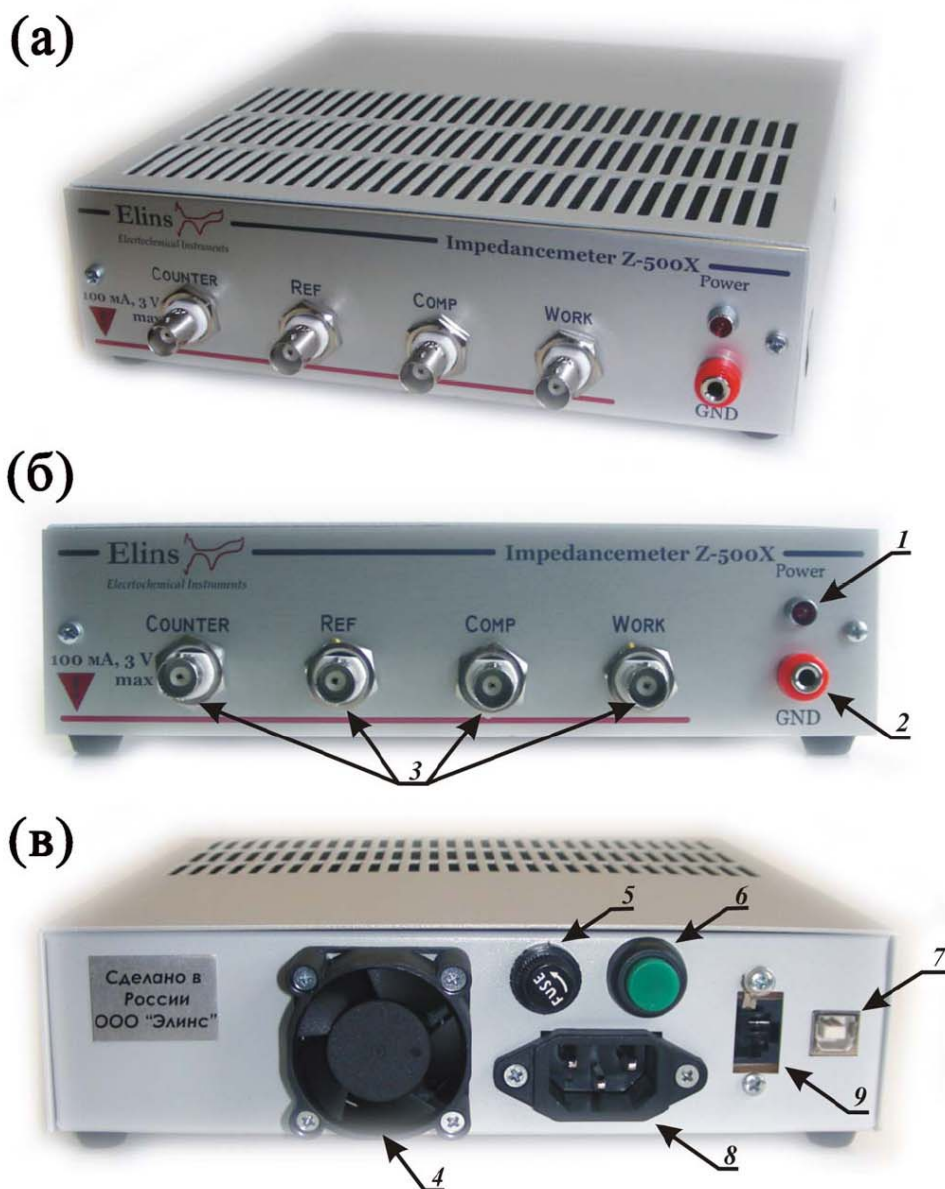 (а)
Elins
Electochemical Instruments
Impedancemeter Z-500X
Power
COUNTER
REF
COMP
WORK
100 мА, 3 V
max
GND
(б)
Elins
Electochemical Instruments
Impedancemeter Z-500X
Power
1
COUNTER
REF
COMP
WORK
100 мА, 3 V
max
GND
2
3
(в)
5
6
7
Сделано в
России
ООО "Элинс"
FUSE
9
8
4